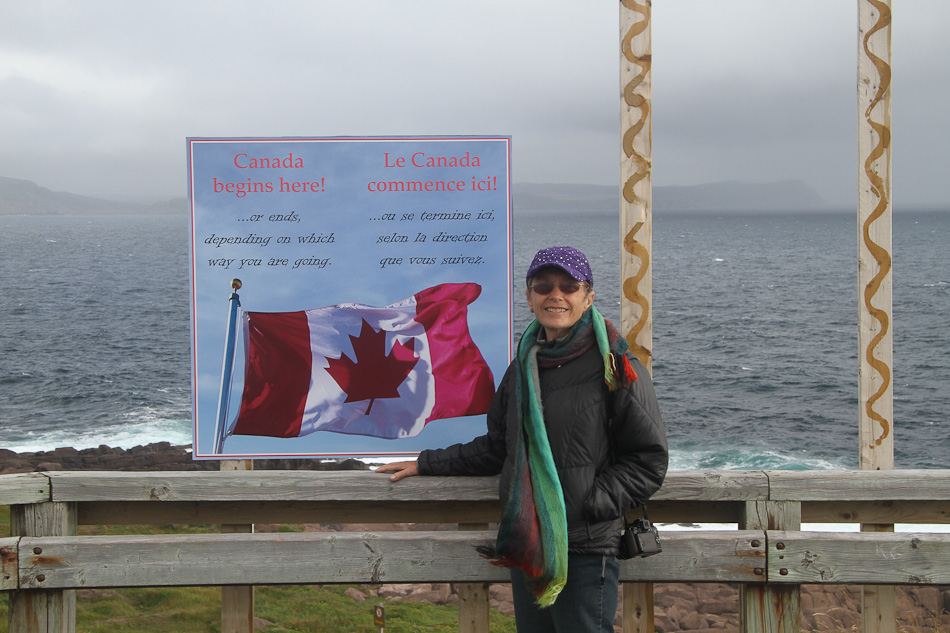 Canada
begins here!
...or ends,
depending on which
way you are going.
Le Canada
commence ici!
...ou se termine ici,
selon la direction
que vous suivez.